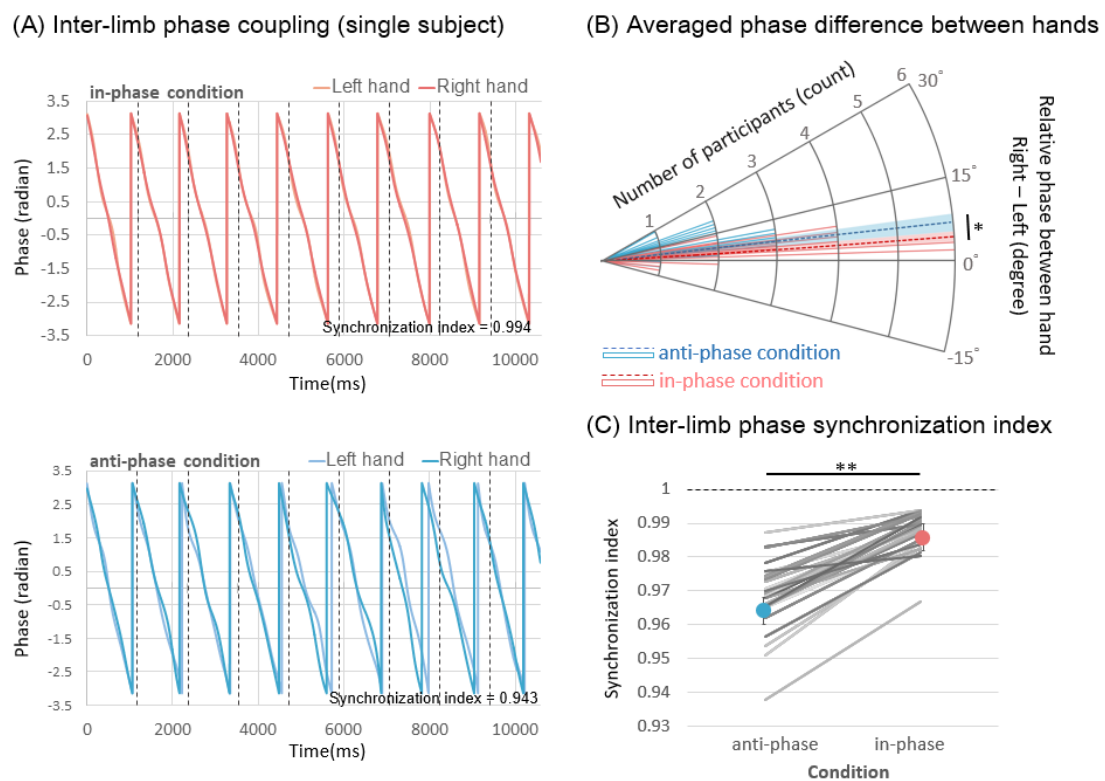 (A) Inter-limb phase coupling (single subject)
in-phase condition
Left hand
Right hand
Phase (radian)
3.5
2.5
1.5
0.5
-0.5
-1.5
-2.5
-3.5
Synchronization index = 0.994
0 2000 4000 6000 8000 10000
Time(ms)
anti-phase condition
Left hand
Right hand
Phase (radian)
3.5
2.5
1.5
0.5
-0.5
-1.5
-2.5
-3.5
Synchronization index = 0.943
0 2000 4000 6000 8000 10000
Time(ms)
(B) Averaged phase difference between hands
Number of participants (count)
1 2 3 4 5 6
30°
15°
0°
-15°
*
Relative phase between hand
Right – Left (degree)
anti-phase condition
in-phase condition
(C) Inter-limb phase synchronization index
**
Synchronization index
1
0.99
0.98
0.97
0.96
0.95
0.94
0.93
anti-phase in-phase
Condition